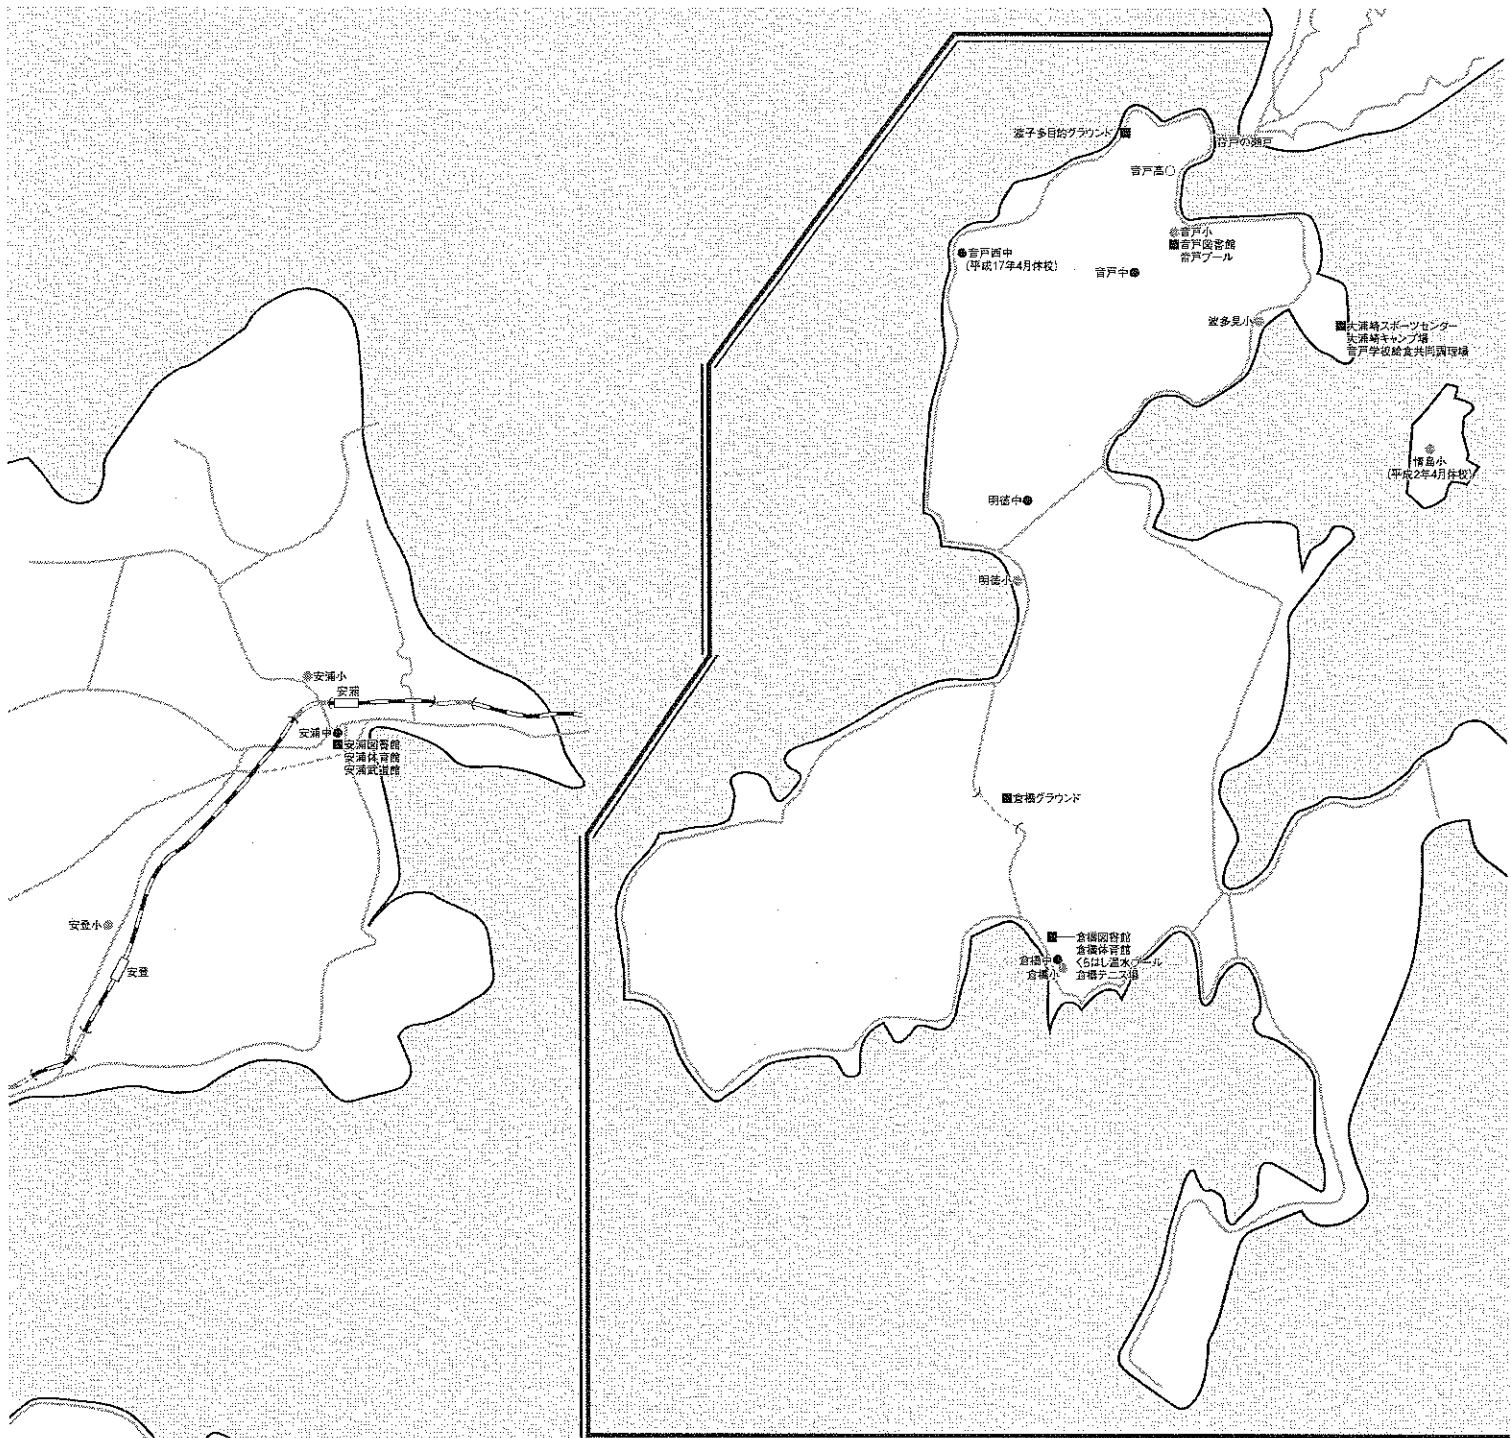 波子多目的グラウンド
音戸の瀬戸
音戸高
音戸小
音戸図書館
音戸プール
音戸西中
(平成17年4月休校)
音戸中
波多見小
大浦崎スポーツセンター
大浦崎キャンプ場
音戸学校給食共同調理場
情島小
(平成2年4月休校)
明徳中
明徳小
安浦小
安浦
安浦中
安浦図書館
安浦体育館
安浦武道館
倉橋グラウンド
安登小
安登
倉橋図書館
倉橋体育館
くらはし温水プール
倉橋テニス場
倉橋中
倉橋小